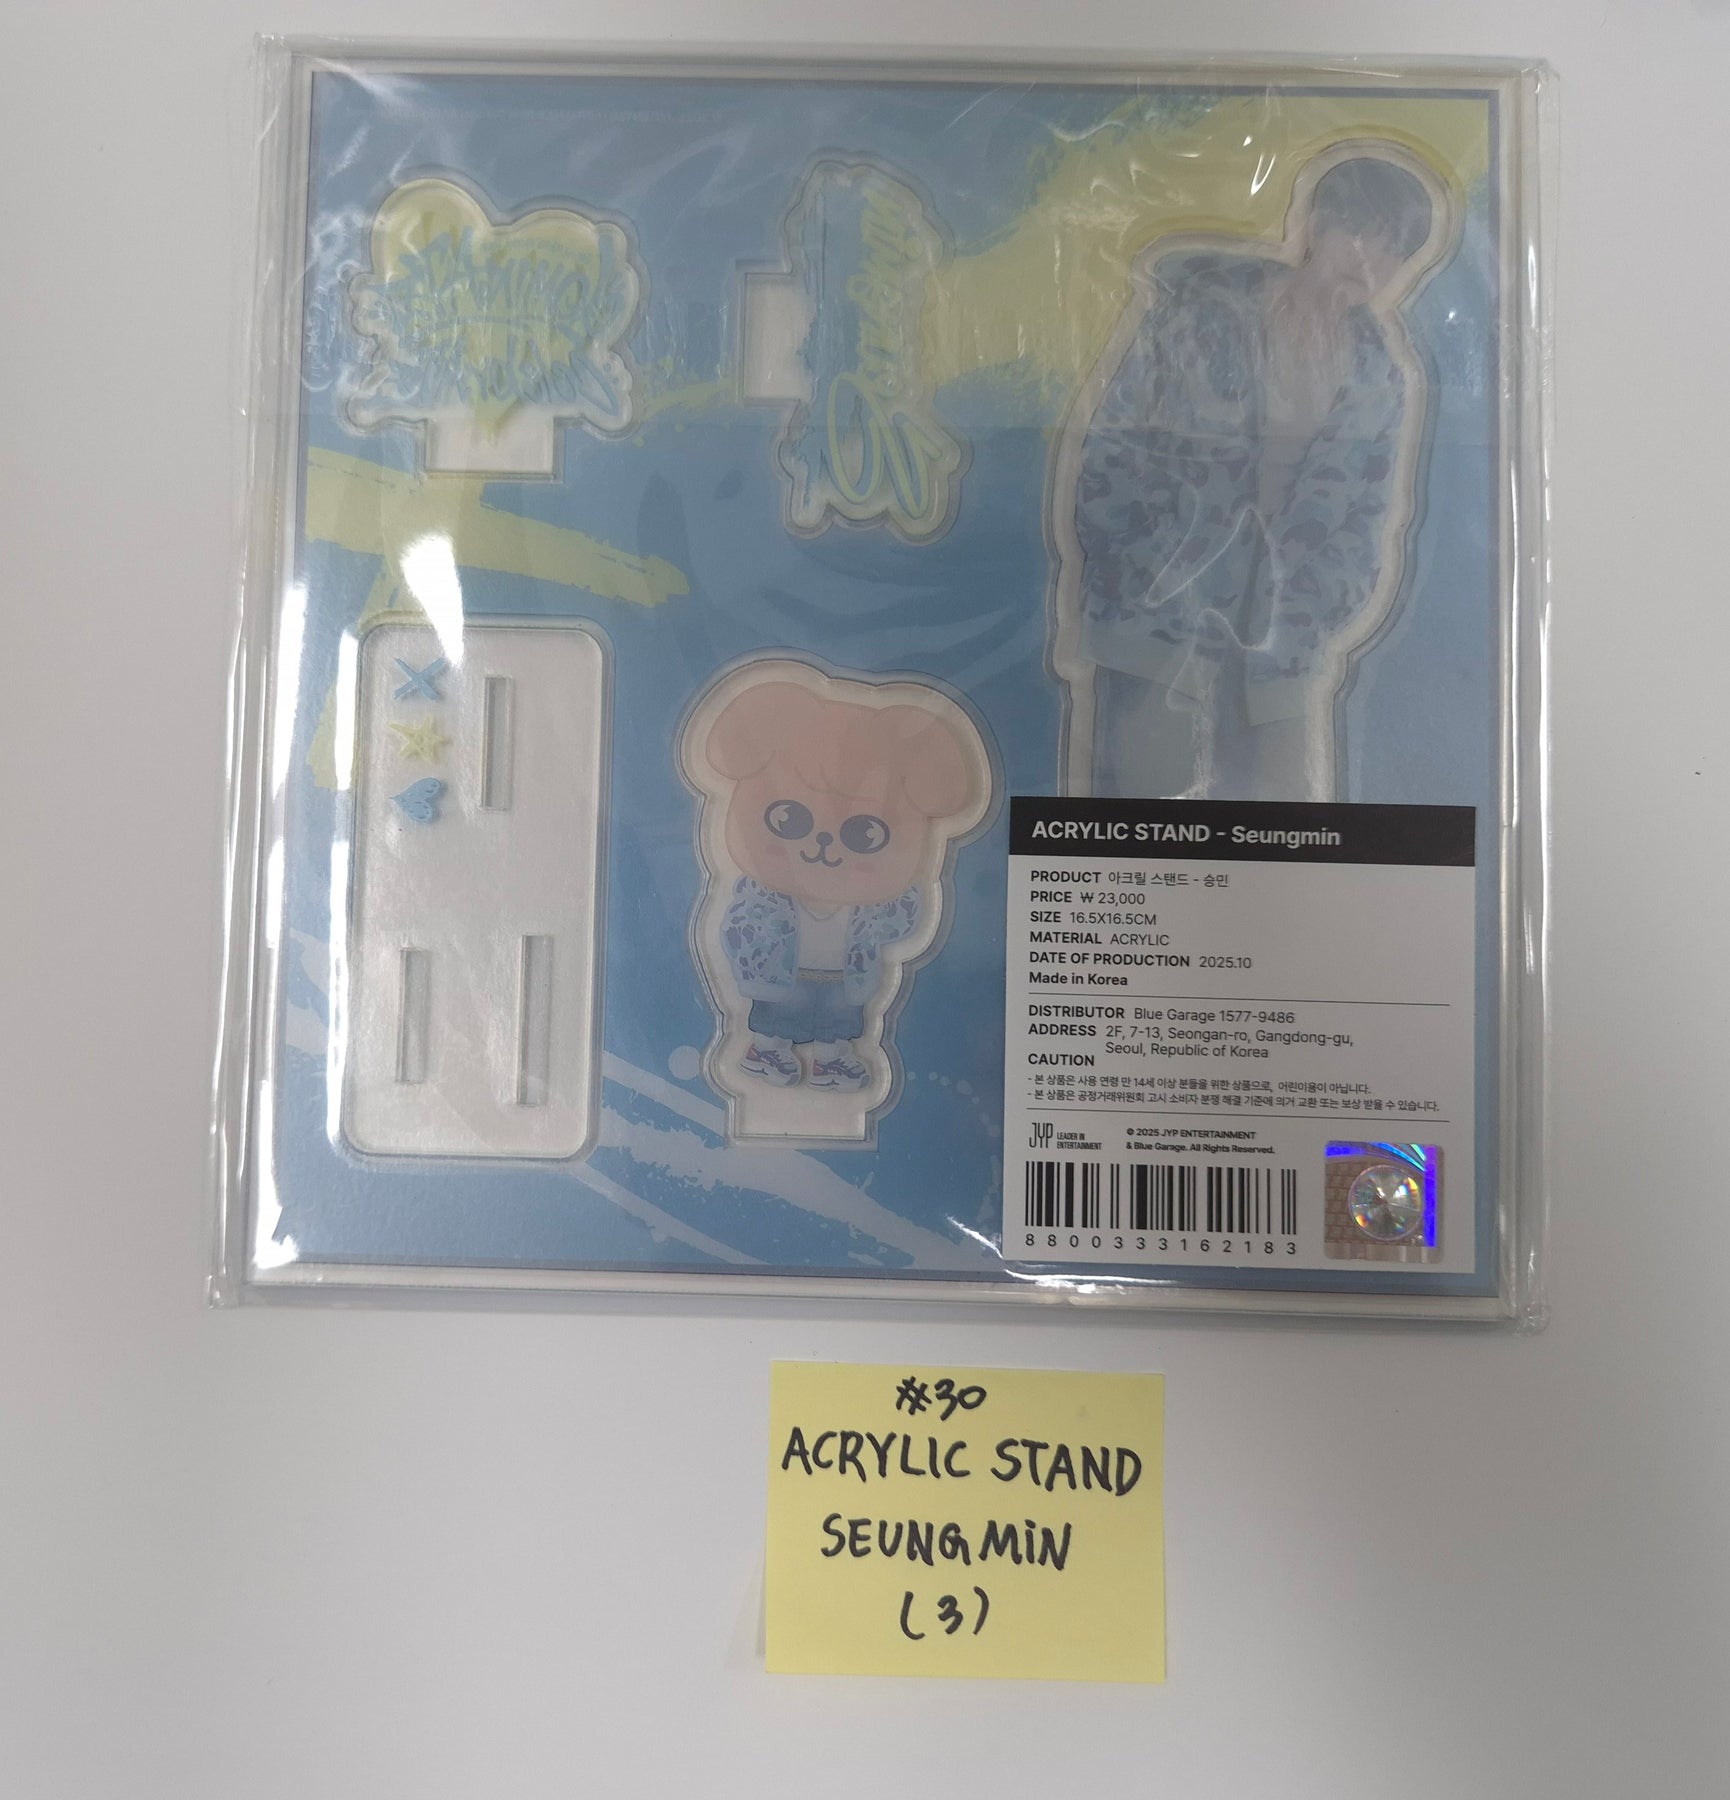 ACRYLIC STAND - Seungmin
PRODUCT 아크릴 스탠드 - 승민
PRICE ₩ 23,000
SIZE 16.5X16.5CM
MATERIAL ACRYLIC
DATE OF PRODUCTION 2025.10
Made in Korea
DISTRIBUTOR Blue Garage 1577-9486
ADDRESS 2F, 7-13, Seongan-ro, Gangdong-gu,
Seoul, Republic of Korea
CAUTION
- 본 상품은 사용 연령 만 14세 이상 분들을 위한 상품으로, 어린이용이 아닙니다.
- 본 상품은 공정거래위원회 고시 소비자 분쟁 해결 기준에 의거 교환 또는 보상 받을 수 있습니다.
JYP LEADER IN
ENTERTAINMENT
© 2025 JYP ENTERTAINMENT
& Blue Garage. All Rights Reserved.
8800333162183
#30
ACRYLIC STAND
SEUNGMiN
(3)